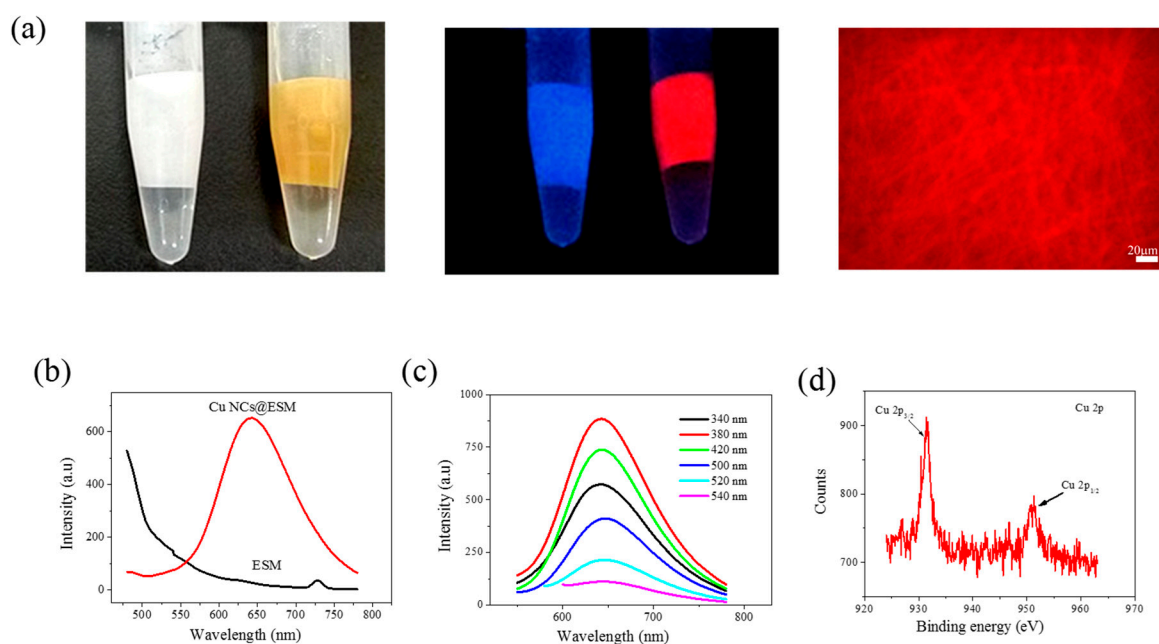 (a)
20μm
(b)
Cu NCs@ESM
ESM
Intensity (a.u)
600
400
200
0
500 550 600 650 700 750 800
Wavelength (nm)
(c)
340 nm
380 nm
420 nm
500 nm
520 nm
540 nm
Intensity (a.u)
1000
750
500
250
0
600 700 800
Wavelength (nm)
(d)
Cu 2p3/2
Cu 2p
Cu 2p1/2
Counts
900
800
700
920 930 940 950 960 970
Binding energy (eV)